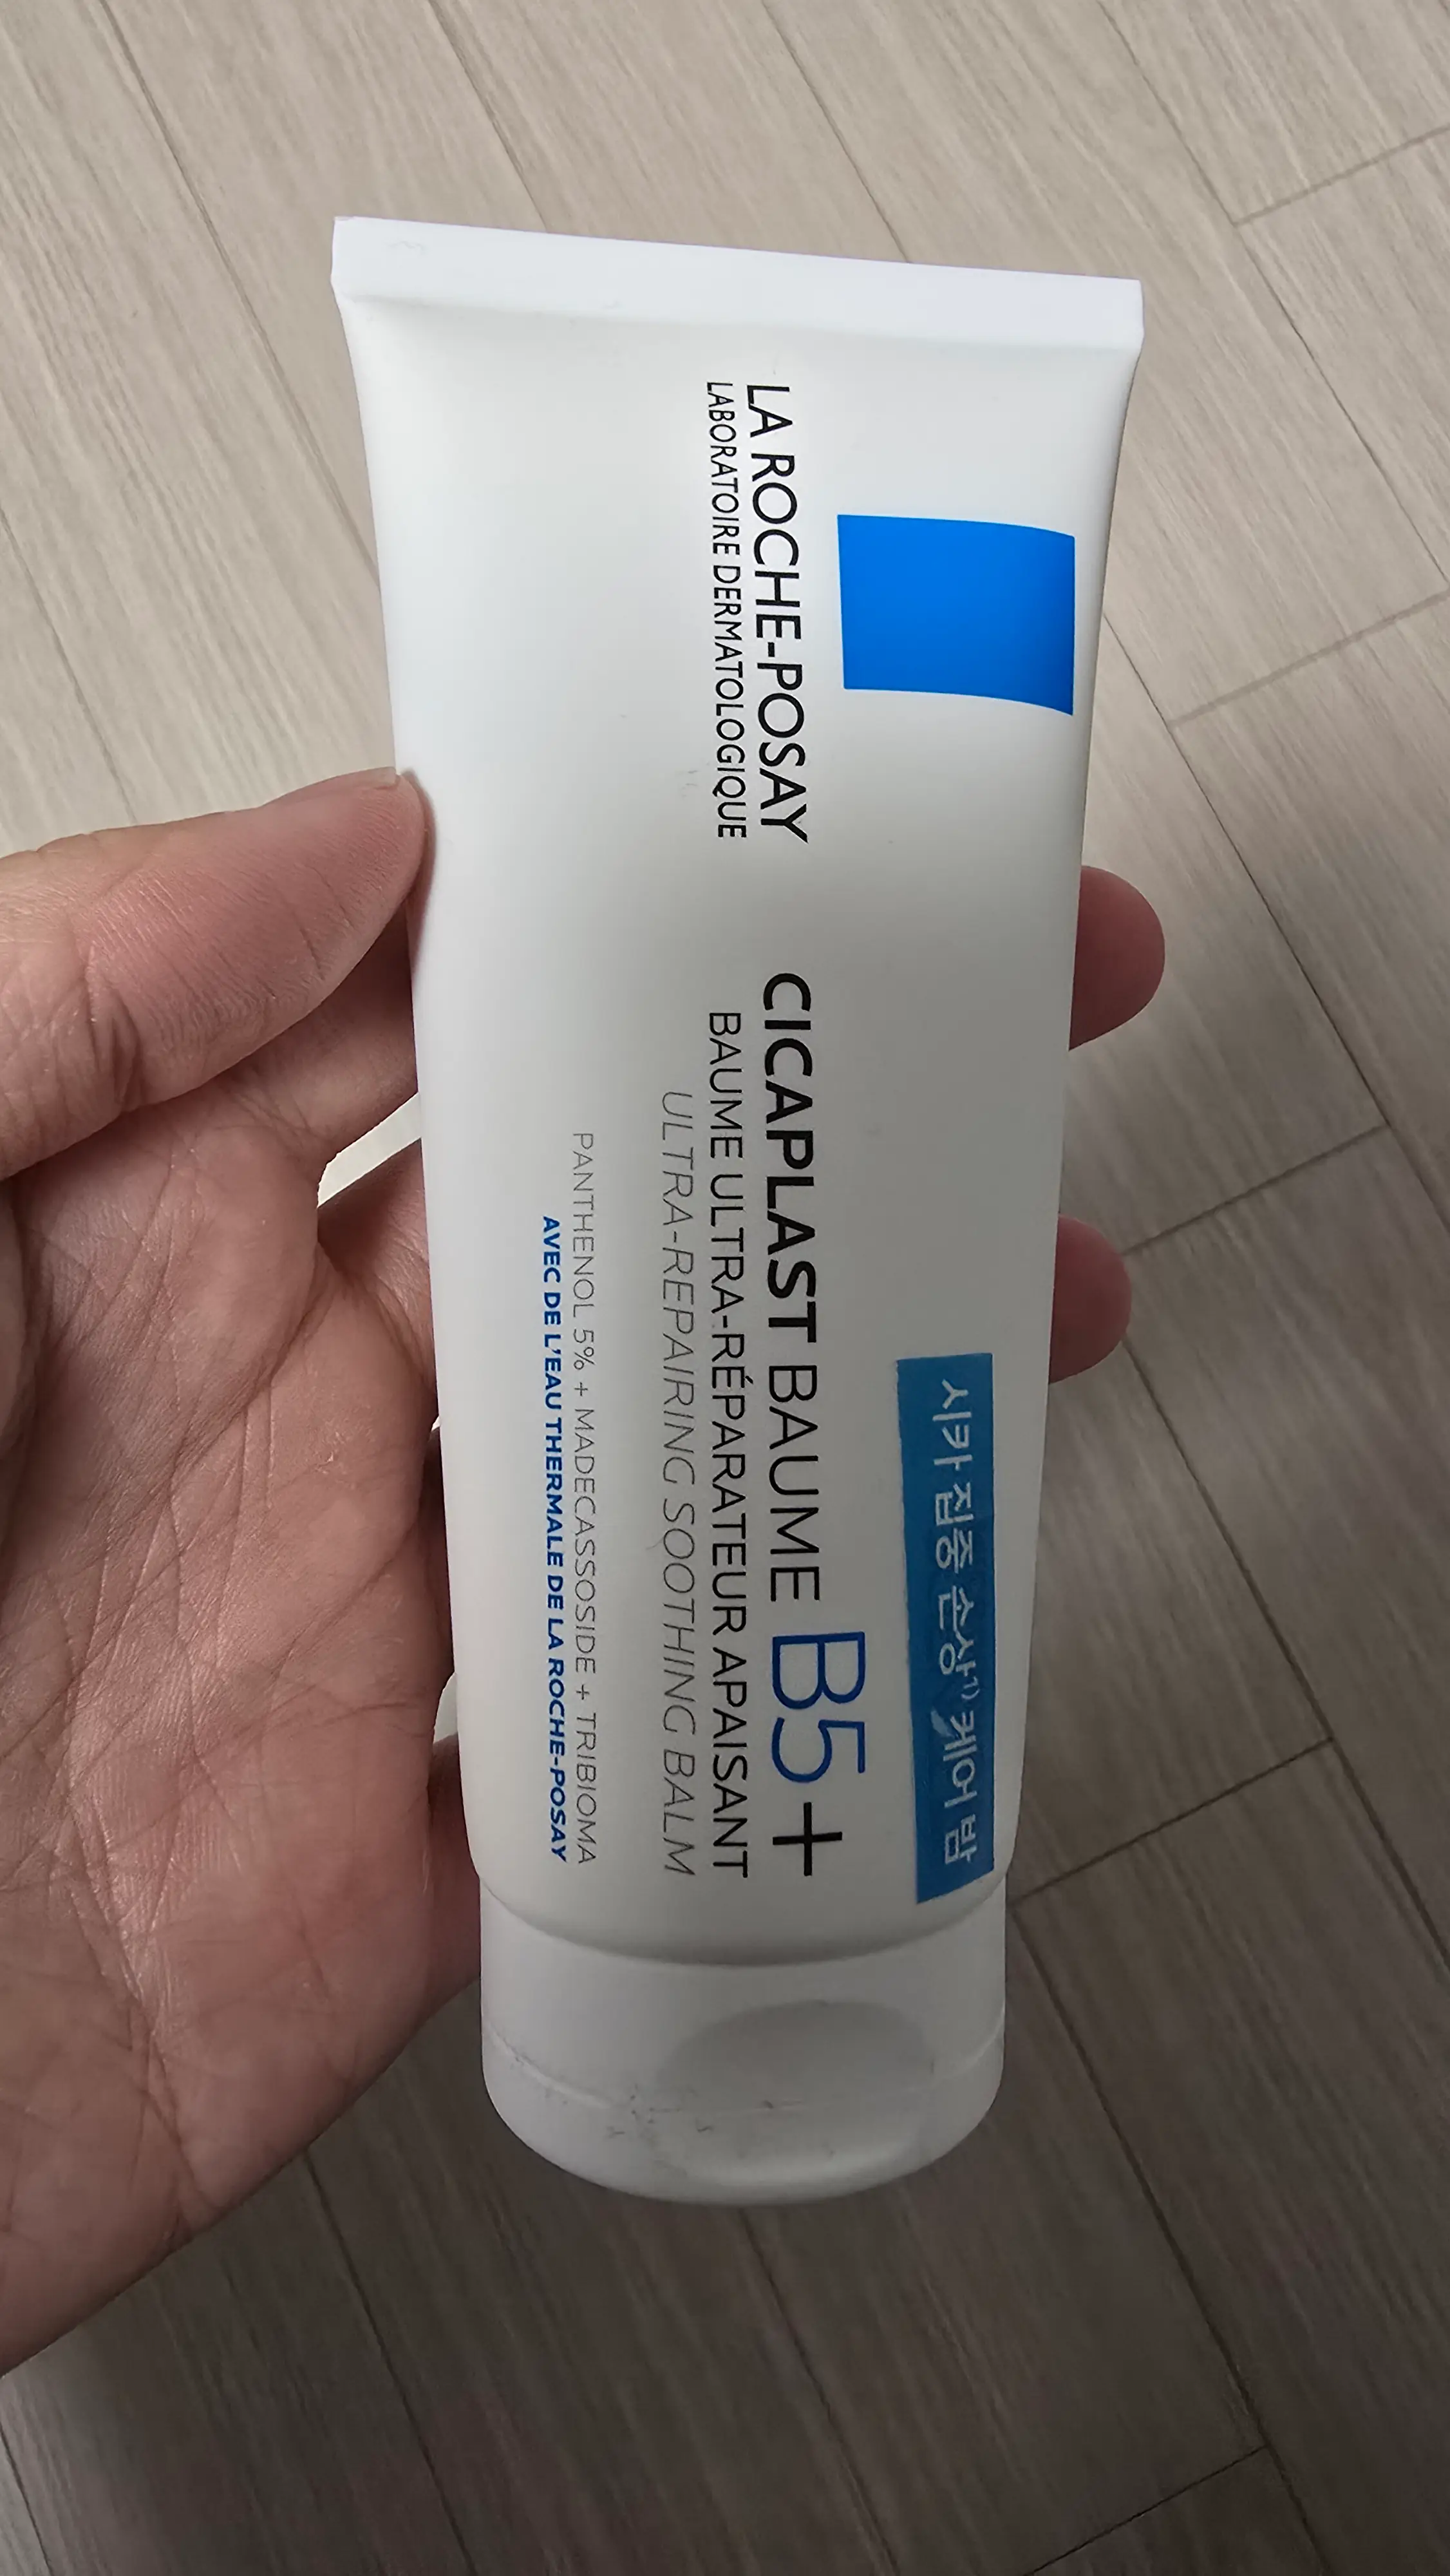 LA ROCHE-POSAY
LABORATOIRE DERMATOLOGIQUE
시카 집중 손상¹⁾ 케어 밤
CICAPLAST BAUME B5+
BAUME ULTRA-RÉPARATEUR APAISANT
ULTRA-REPAIRING SOOTHING BALM
PANTHENOL 5% + MADECASSOSIDE + TRIBIOMA
AVEC DE L'EAU THERMALE DE LA ROCHE-POSAY